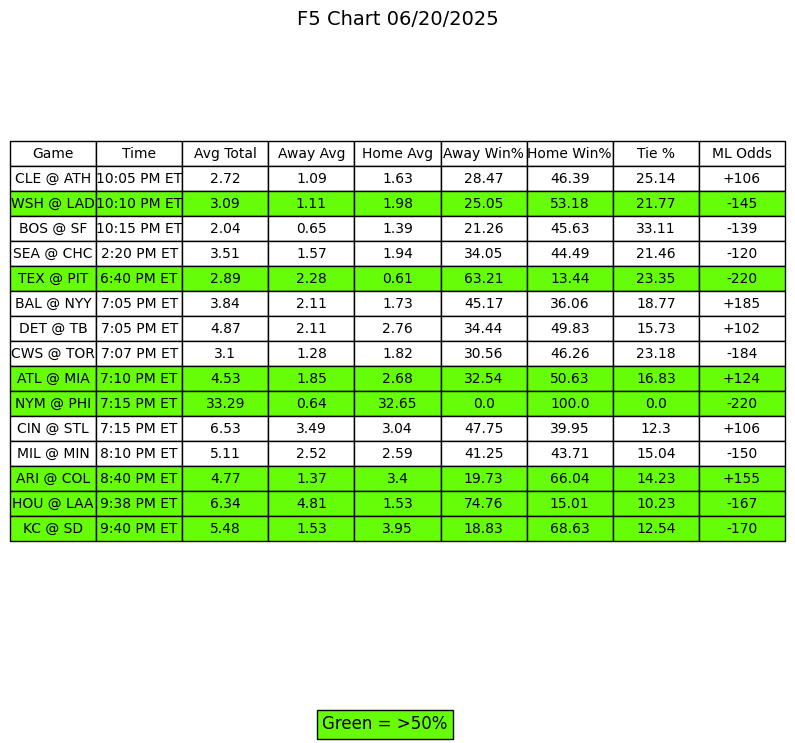 F5 Chart 06/20/2025
Game Time Avg Total Away Avg Home Avg Away Win% Home Win% Tie % ML Odds
CLE @ ATH 10:05 PM ET 2.72 1.09 1.63 28.47 46.39 25.14 +106
WSH @ LAD 10:10 PM ET 3.09 1.11 1.98 25.05 53.18 21.77 -145
BOS @ SF 10:15 PM ET 2.04 0.65 1.39 21.26 45.63 33.11 -139
SEA @ CHC 2:20 PM ET 3.51 1.57 1.94 34.05 44.49 21.46 -120
TEX @ PIT 6:40 PM ET 2.89 2.28 0.61 63.21 13.44 23.35 -220
BAL @ NYY 7:05 PM ET 3.84 2.11 1.73 45.17 36.06 18.77 +185
DET @ TB 7:05 PM ET 4.87 2.11 2.76 34.44 49.83 15.73 +102
CWS @ TOR 7:07 PM ET 3.1 1.28 1.82 30.56 46.26 23.18 -184
ATL @ MIA 7:10 PM ET 4.53 1.85 2.68 32.54 50.63 16.83 +124
NYM @ PHI 7:15 PM ET 33.29 0.64 32.65 0.0 100.0 0.0 -220
CIN @ STL 7:15 PM ET 6.53 3.49 3.04 47.75 39.95 12.3 +106
MIL @ MIN 8:10 PM ET 5.11 2.52 2.59 41.25 43.71 15.04 -150
ARI @ COL 8:40 PM ET 4.77 1.37 3.4 19.73 66.04 14.23 +155
HOU @ LAA 9:38 PM ET 6.34 4.81 1.53 74.76 15.01 10.23 -167
KC @ SD 9:40 PM ET 5.48 1.53 3.95 18.83 68.63 12.54 -170
Green = >50%